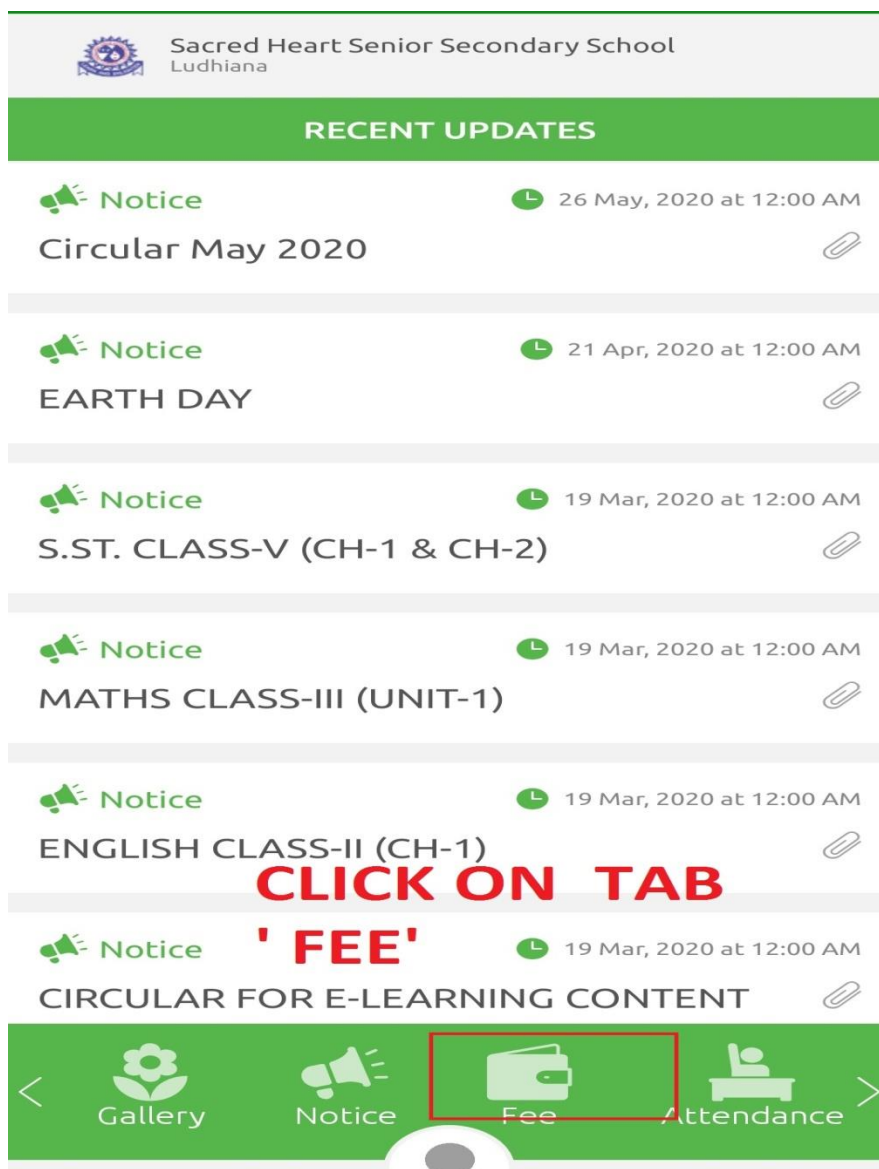 Sacred Heart Senior Secondary School
Ludhiana
RECENT UPDATES
Notice 26 May, 2020 at 12:00 AM
Circular May 2020
Notice 21 Apr, 2020 at 12:00 AM
EARTH DAY
Notice 19 Mar, 2020 at 12:00 AM
S.ST. CLASS-V (CH-1 & CH-2)
Notice 19 Mar, 2020 at 12:00 AM
MATHS CLASS-III (UNIT-1)
Notice 19 Mar, 2020 at 12:00 AM
ENGLISH CLASS-II (CH-1)
CLICK ON TAB
' FEE'
Notice 19 Mar, 2020 at 12:00 AM
CIRCULAR FOR E-LEARNING CONTENT
< Gallery Notice Fee Attendance >